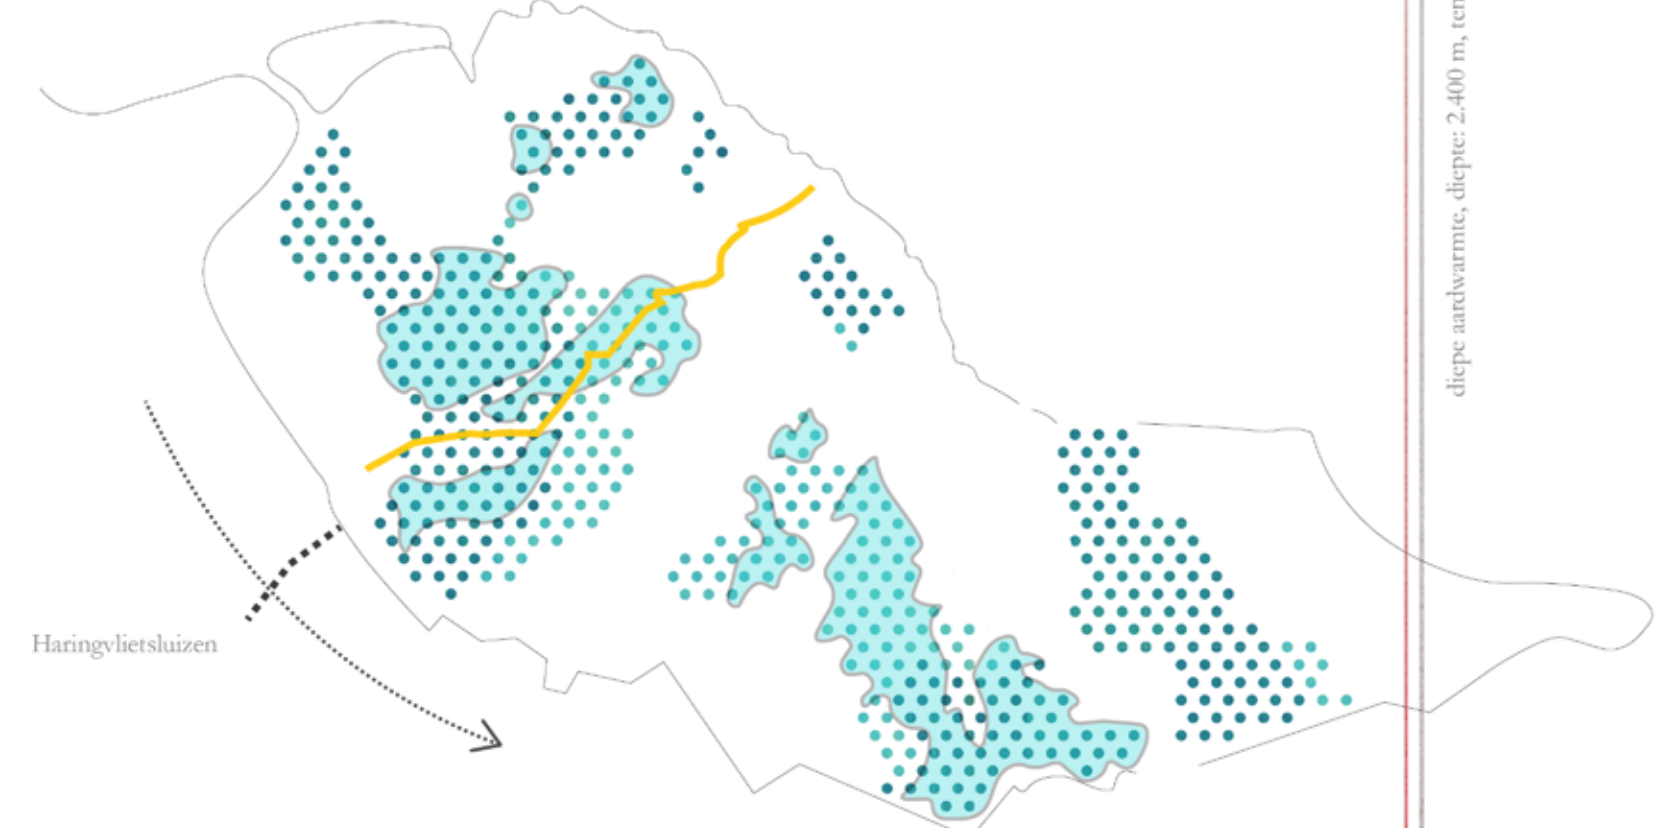 Haringvlietsluizen
diepe aardwarmte, diepte: 2.400 m,